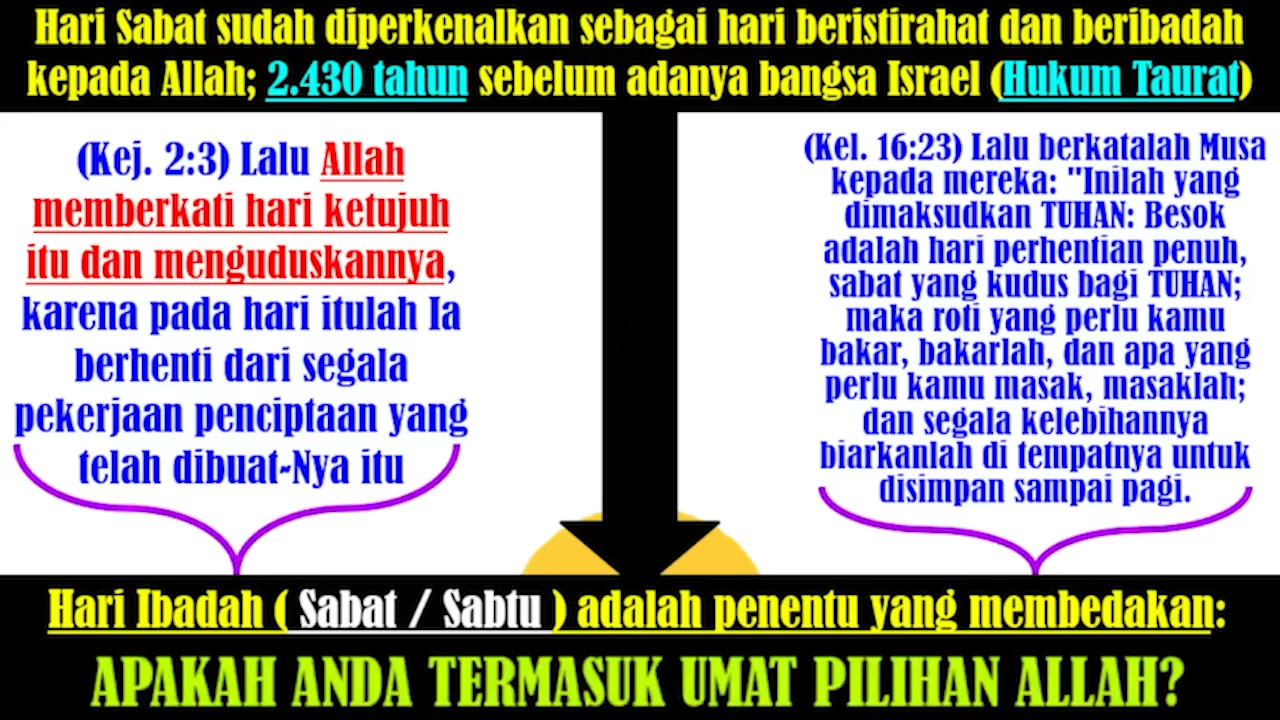 Hari Sabat sudah diperkenalkan sebagai hari beristirahat dan beribadah
kepada Allah; 2.430 tahun sebelum adanya bangsa Israel (Hukum Taurat)
(Kej. 2:3) Lalu Allah
memberkati hari ketujuh
itu dan menguduskannya,
karena pada hari itulah Ia
berhenti dari segala
pekerjaan penciptaan yang
telah dibuat-Nya itu
(Kel. 16:23) Lalu berkatalah Musa
kepada mereka: "Inilah yang
dimaksudkan TUHAN: Besok
adalah hari perhentian penuh,
sabat yang kudus bagi TUHAN;
maka roti yang perlu kamu
bakar, bakarlah, dan apa yang
perlu kamu masak, masaklah;
dan segala kelebihannya
biarkanlah di tempatnya untuk
disimpan sampai pagi.
Hari Ibadah ( Sabat / Sabtu ) adalah penentu yang membedakan:
APAKAH ANDA TERMASUK UMAT PILIHAN ALLAH?